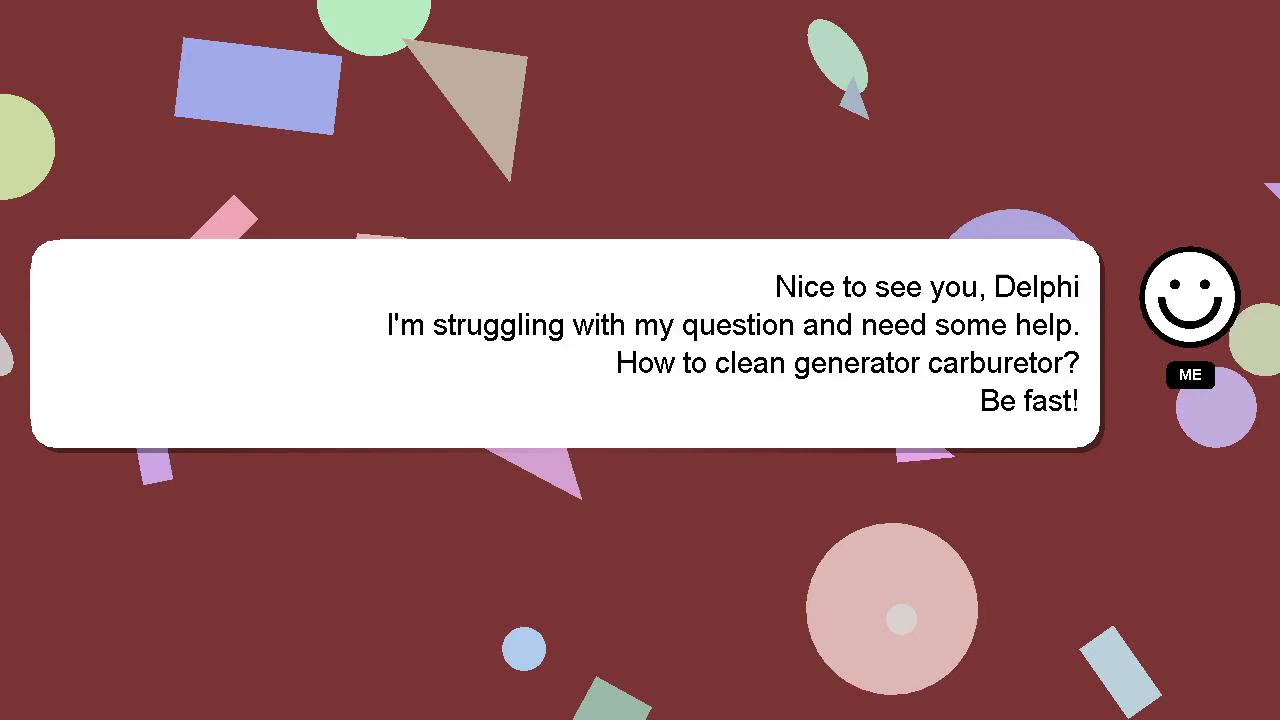 Nice to see you, Delphi
I'm struggling with my question and need some help.
How to clean generator carburetor?
Be fast!
ME